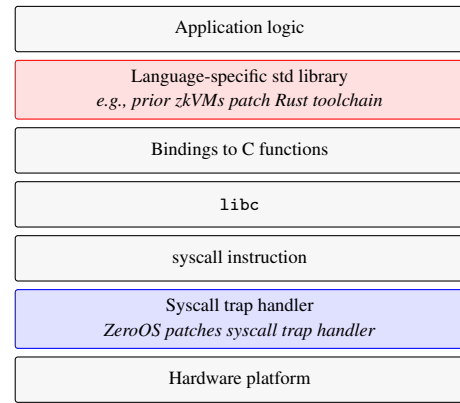 Application logic
Language-specific std library
e.g., prior zkVMs patch Rust toolchain
Bindings to C functions
libc
syscall instruction
Syscall trap handler
ZeroOS patches syscall trap handler
Hardware platform